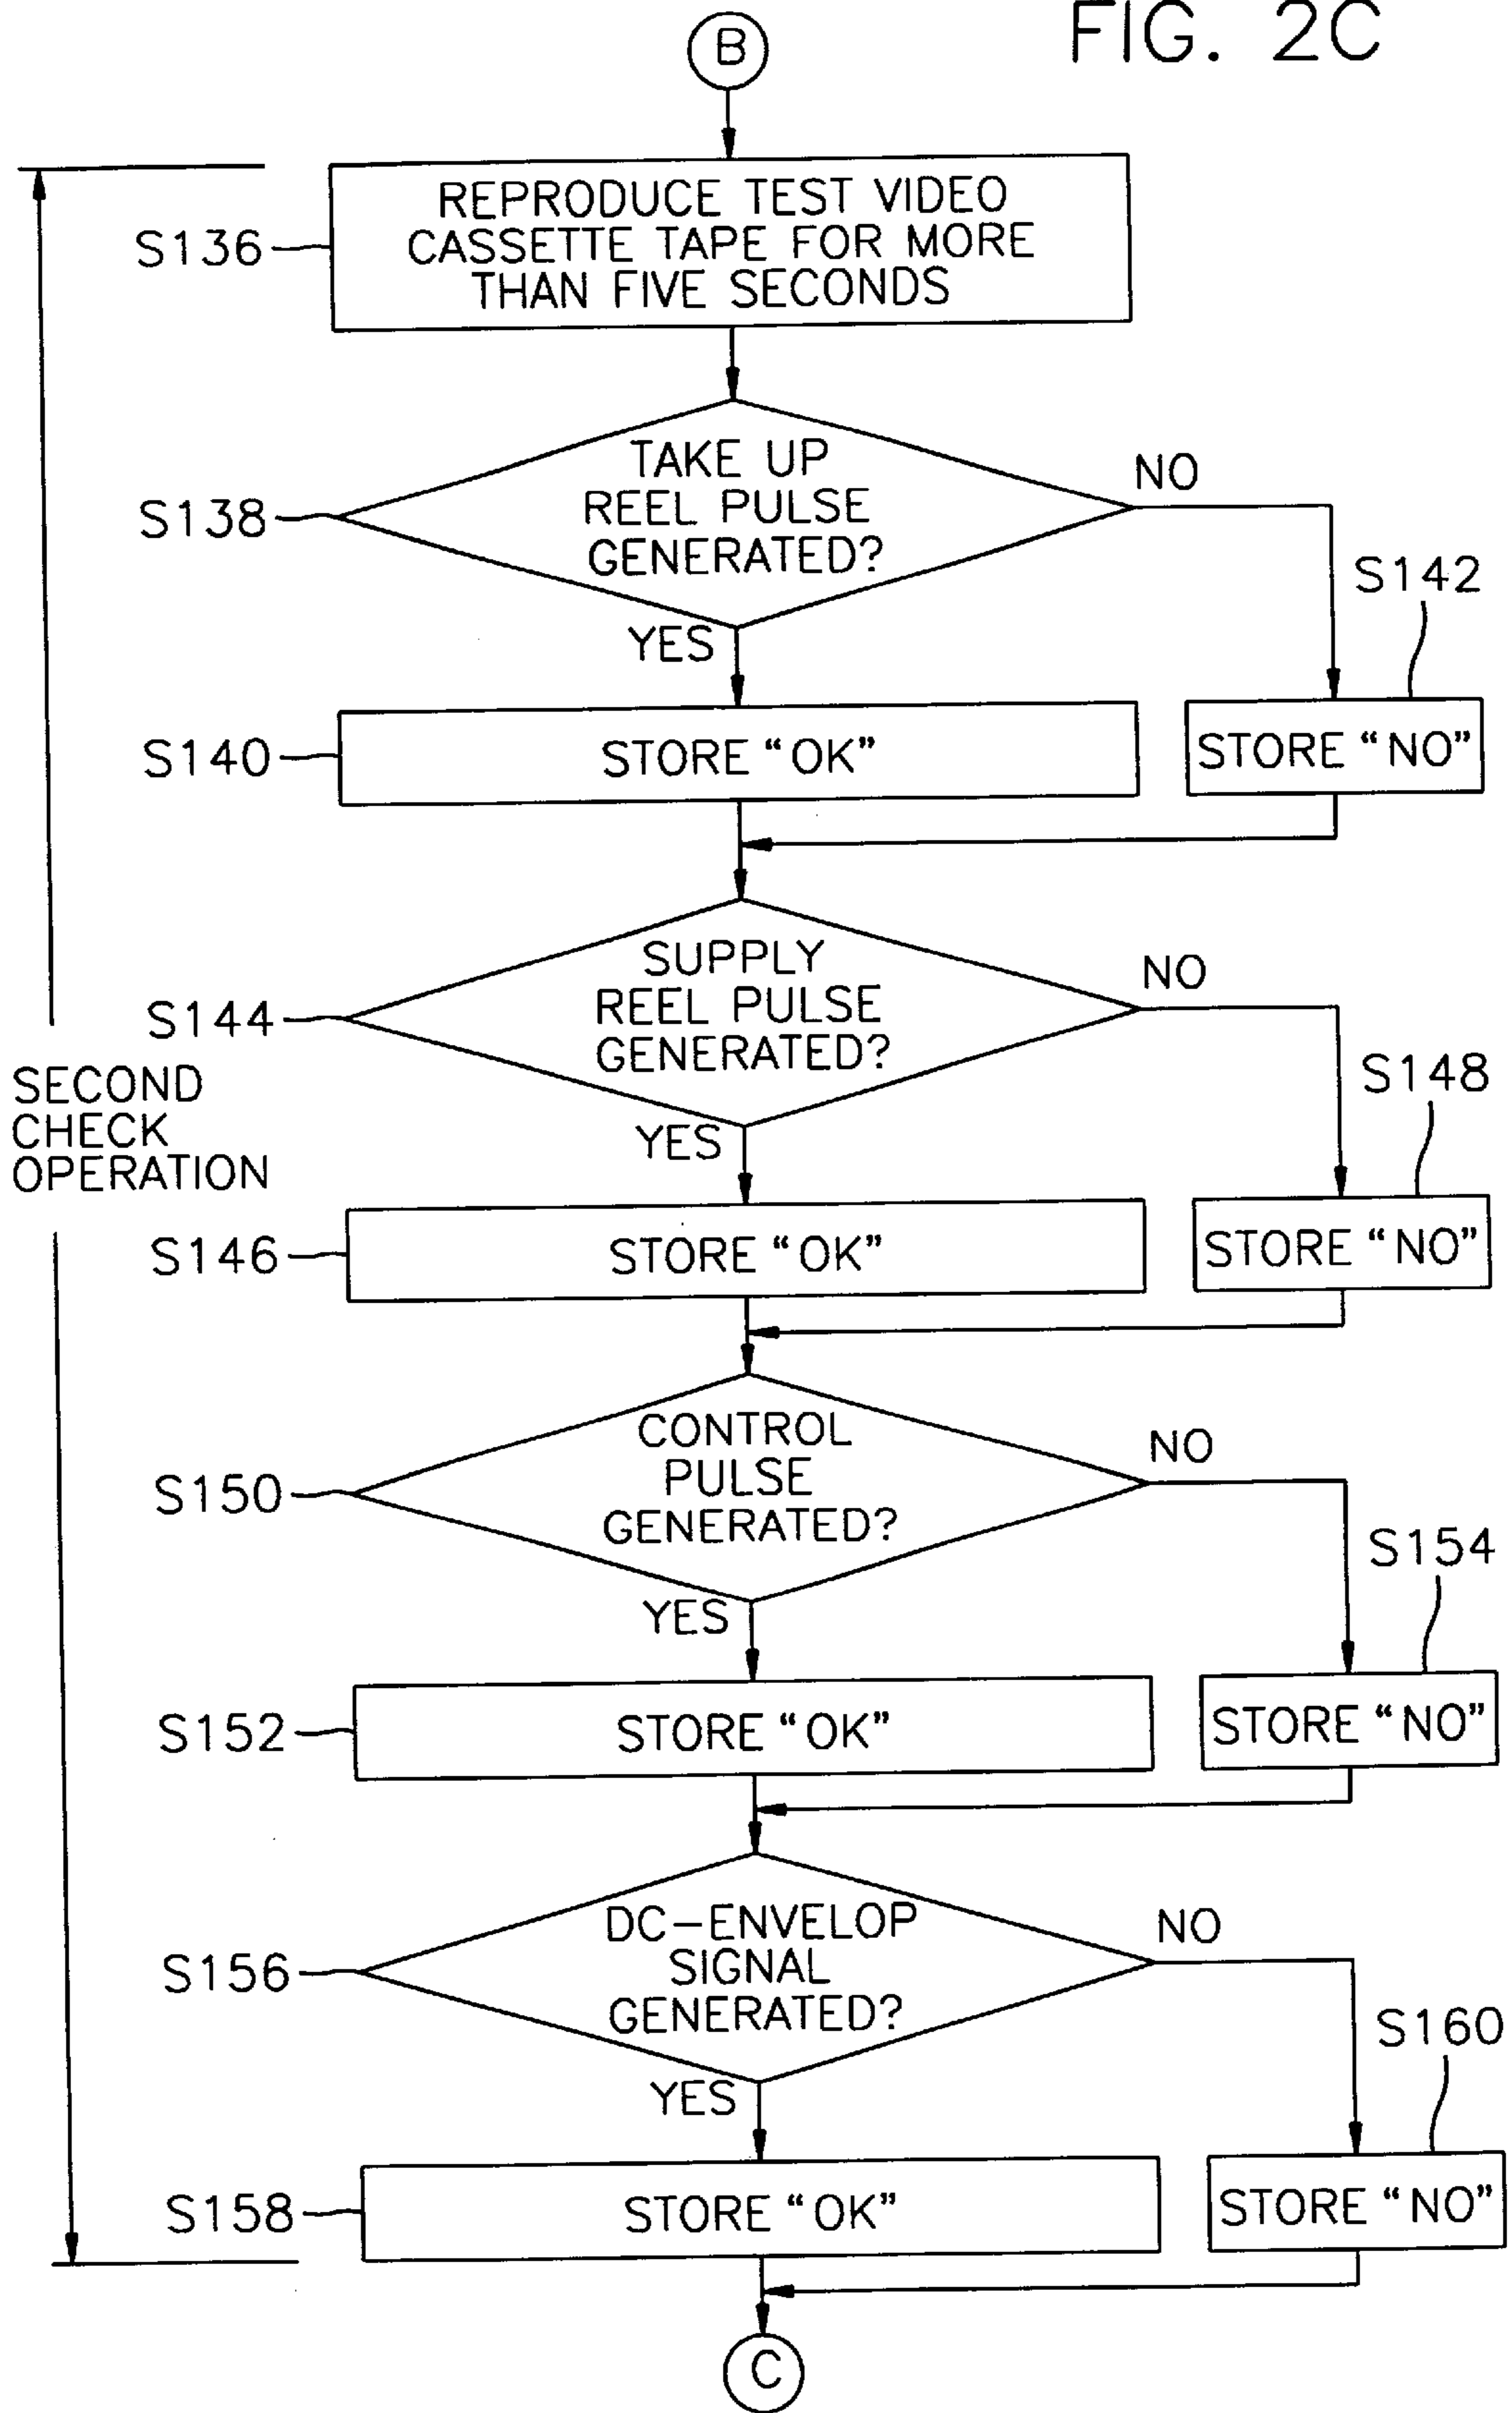 FIG. 2C
B
REPRODUCE TEST VIDEO
CASSETTE TAPE FOR MORE
THAN FIVE SECONDS
S136
TAKE UP
REEL PULSE
GENERATED?
S138
NO
YES
S142
S140
STORE “OK”
STORE “NO”
SUPPLY
REEL PULSE
GENERATED?
S144
NO
YES
S148
SECOND
CHECK
OPERATION
S146
STORE “OK”
STORE “NO”
CONTROL
PULSE
GENERATED?
S150
NO
YES
S154
S152
STORE “OK”
STORE “NO”
DC-ENVELOP
SIGNAL
GENERATED?
S156
NO
YES
S160
S158
STORE “OK”
STORE “NO”
C